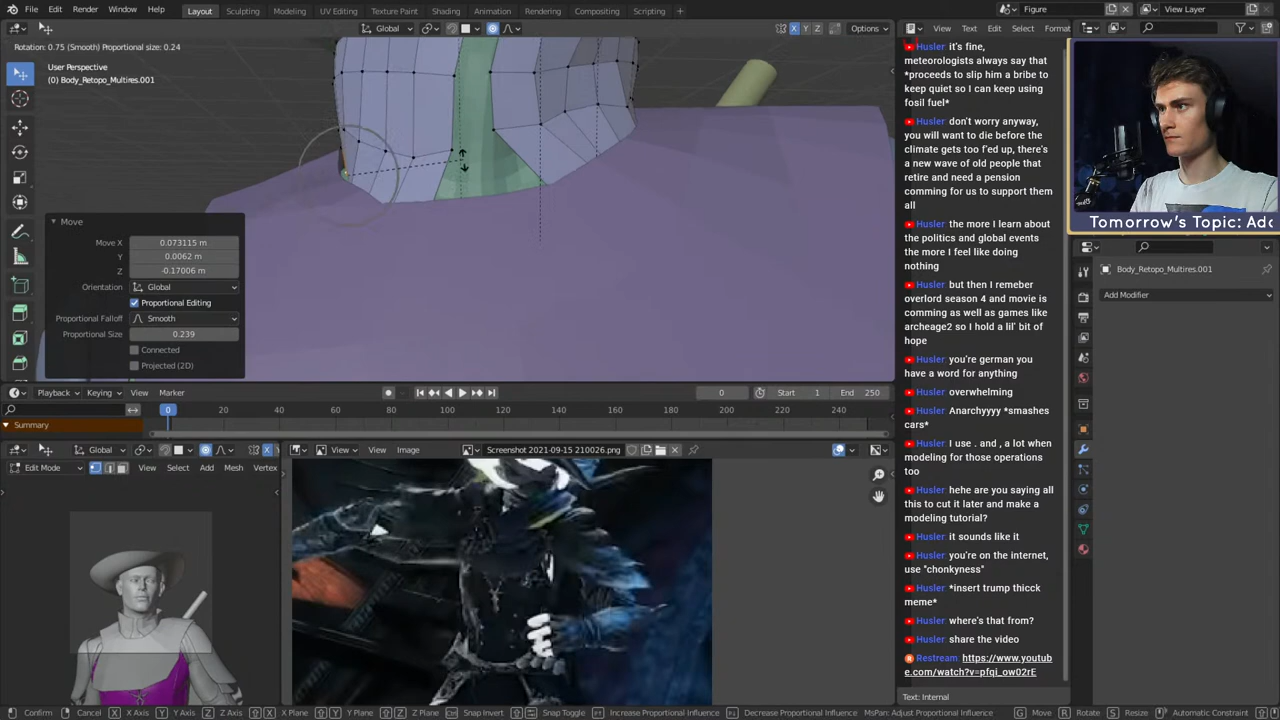 File Edit Render Window Help
Layout Sculpting Modeling UV Editing Texture Paint Shading Animation Rendering Compositing Scripting +
Figure
View Layer
Global
X Y Z
Options
View Text Edit Select Format
Rotation: 0.75 (Smooth) Proportional size: 0.24
User Perspective
(0) Body_Retopo_Multires.001
Move
Move X 0.073115 m
Y 0.0062 m
Z -0.17006 m
Orientation Global
Proportional Editing
Proportional Falloff Smooth
Proportional Size 0.239
Connected
Projected (2D)
Playback Keying View Marker
0
Start 1
End 250
0 20 40 60 80 100 120 140 160 180 200 220 240
Summary
Global
X
Edit Mode View Select Add Mesh Vertex
View View Image
Screenshot 2021-09-15 210026.png
Husler it's fine,
meteorologists always say that
*proceeds to slip him a bribe to
keep quiet so I can keep using
fosil fuel*
Husler don't worry anyway,
you will want to die before the
climate gets too f'ed up, there's
a new wave of old people that
retire and need a pension
comming for us to support them
all
Husler the more I learn about
the politics and global events
the more I feel like doing
nothing
Husler but then I remeber
overlord season 4 and movie is
comming as well as games like
archeage2 so I hold a lil' bit of
hope
Husler you're german you
have a word for anything
Husler overwhelming
Husler Anarchyyyy *smashes
cars*
Husler I use . and , a lot when
modeling for those operations
too
Husler hehe are you saying all
this to cut it later and make a
modeling tutorial?
Husler it sounds like it
Husler you're on the internet,
use "chonkyness"
Husler *insert trump thicck
meme*
Husler where's that from?
Husler share the video
Restream: https://www.youtub
e.com/watch?v=pfqi_ow02rE
Text: Internal
Tomorrow's Topic: Ad
Body_Retopo_Multires.001
Add Modifier
Confirm Cancel X X Axis Y Y Axis Z Z Axis X X Plane Y Y Plane Z Z Plane Ctrl Snap Invert Snap Toggle Increase Proportional Influence Decrease Proportional Influence MsPan: Adjust Proportional Influence G Move R Rotate S Resize Automatic Constraint